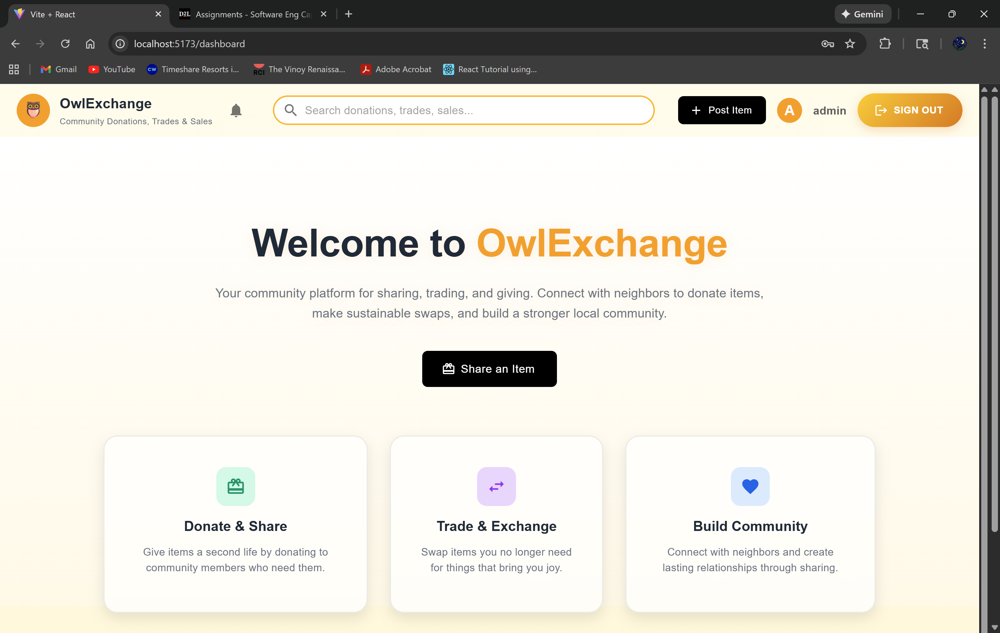 Vite + React
D2L
Assignments - Software Eng Ca
Gemini
localhost:5173/dashboard
Gmail
YouTube
CW
Timeshare Resorts i...
RCI
The Vinoy Renaissa...
Adobe Acrobat
React Tutorial using...
OwlExchange
Community Donations, Trades & Sales
Search donations, trades, sales...
Post Item
A
admin
SIGN OUT
Welcome to OwlExchange
Your community platform for sharing, trading, and giving. Connect with neighbors to donate items,
make sustainable swaps, and build a stronger local community.
Share an Item
Donate & Share
Give items a second life by donating to
community members who need them.
Trade & Exchange
Swap items you no longer need
for things that bring you joy.
Build Community
Connect with neighbors and create
lasting relationships through sharing.